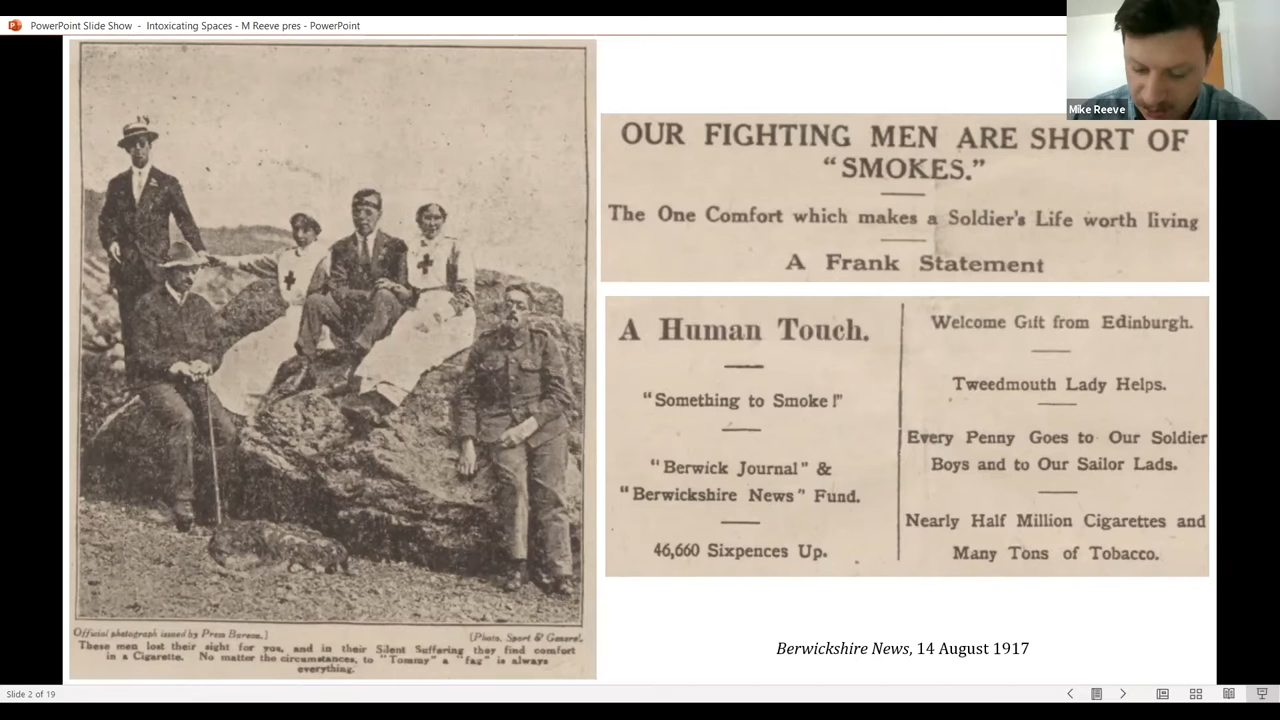 PowerPoint Slide Show - Intoxicating Spaces - M Reeve pres - PowerPoint
Mike Reeve
OUR FIGHTING MEN ARE SHORT OF
“SMOKES.”
The One Comfort which makes a Soldier's Life worth living
A Frank Statement
A Human Touch.
“Something to Smoke!”
“Berwick Journal” &
“Berwickshire News” Fund.
46,660 Sixpences Up.
Welcome Gift from Edinburgh.
Tweedmouth Lady Helps.
Every Penny Goes to Our Soldier
Boys and to Our Sailor Lads.
Nearly Half Million Cigarettes and
Many Tons of Tobacco.
Official photograph issued by Press Bureau.]
[Photo, Sport & General.
These men lost their sight for you, and in their Silent Suffering they find comfort
in a Cigarette. No matter the circumstances, to "Tommy" a "fag" is always
everything.
Berwickshire News, 14 August 1917
Slide 2 of 19